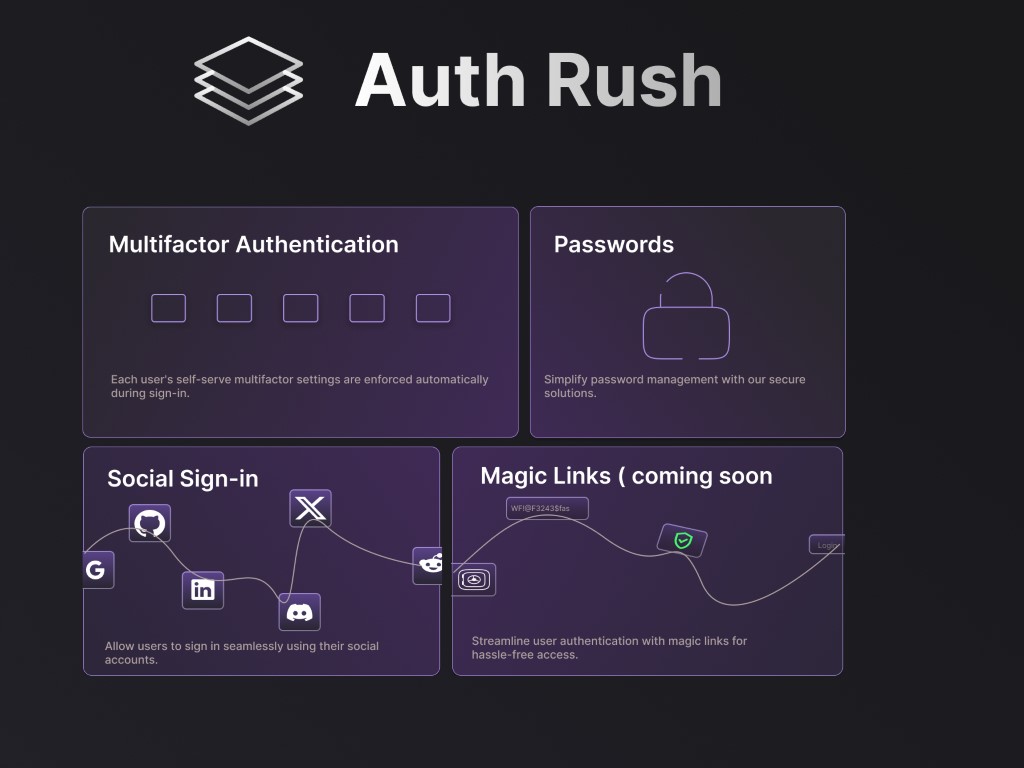 Auth Rush
Multifactor Authentication
Each user's self-serve multifactor settings are enforced automatically
during sign-in.
Passwords
Simplify password management with our secure
solutions.
Social Sign-in
G
in
Allow users to sign in seamlessly using their social
accounts.
Magic Links ( coming soon
WFI@F3243$fas
Login
Streamline user authentication with magic links for
hassle-free access.